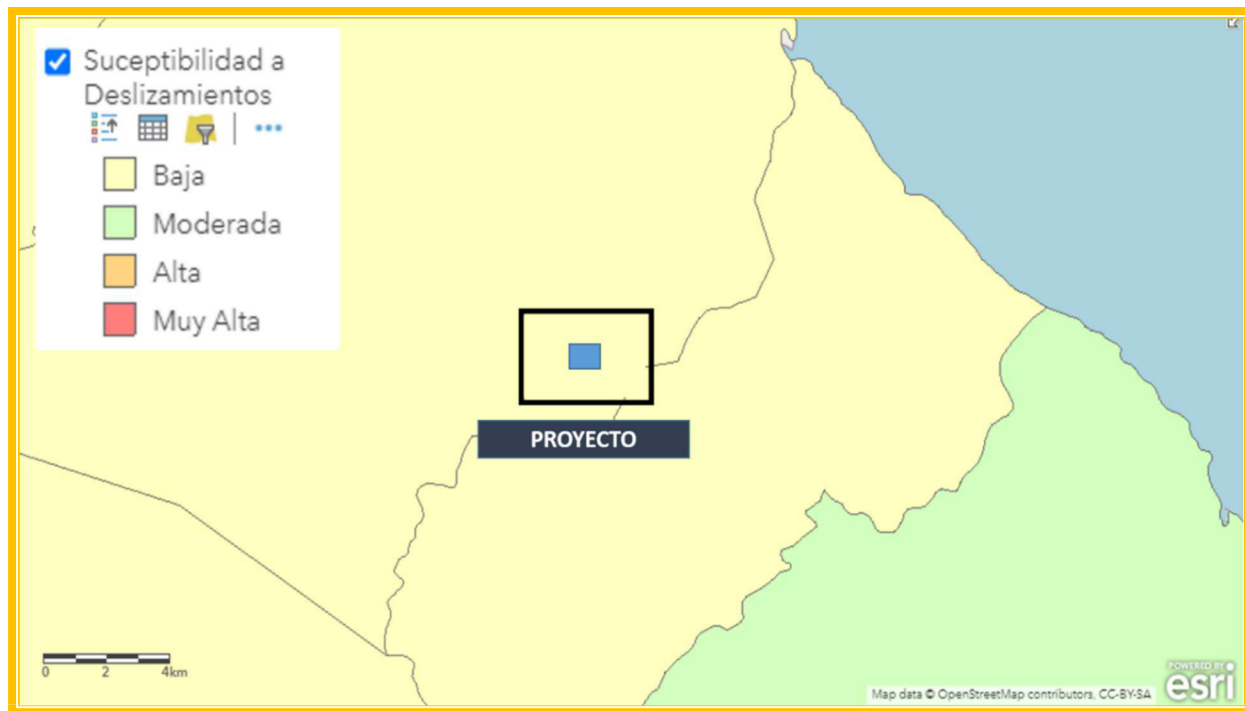 Suceptibilidad a
Deslizamientos
Baja
Moderada
Alta
Muy Alta
PROYECTO
0 2 4km
Map data © OpenStreetMap contributors, CC-BY-SA
POWERED BY
esri